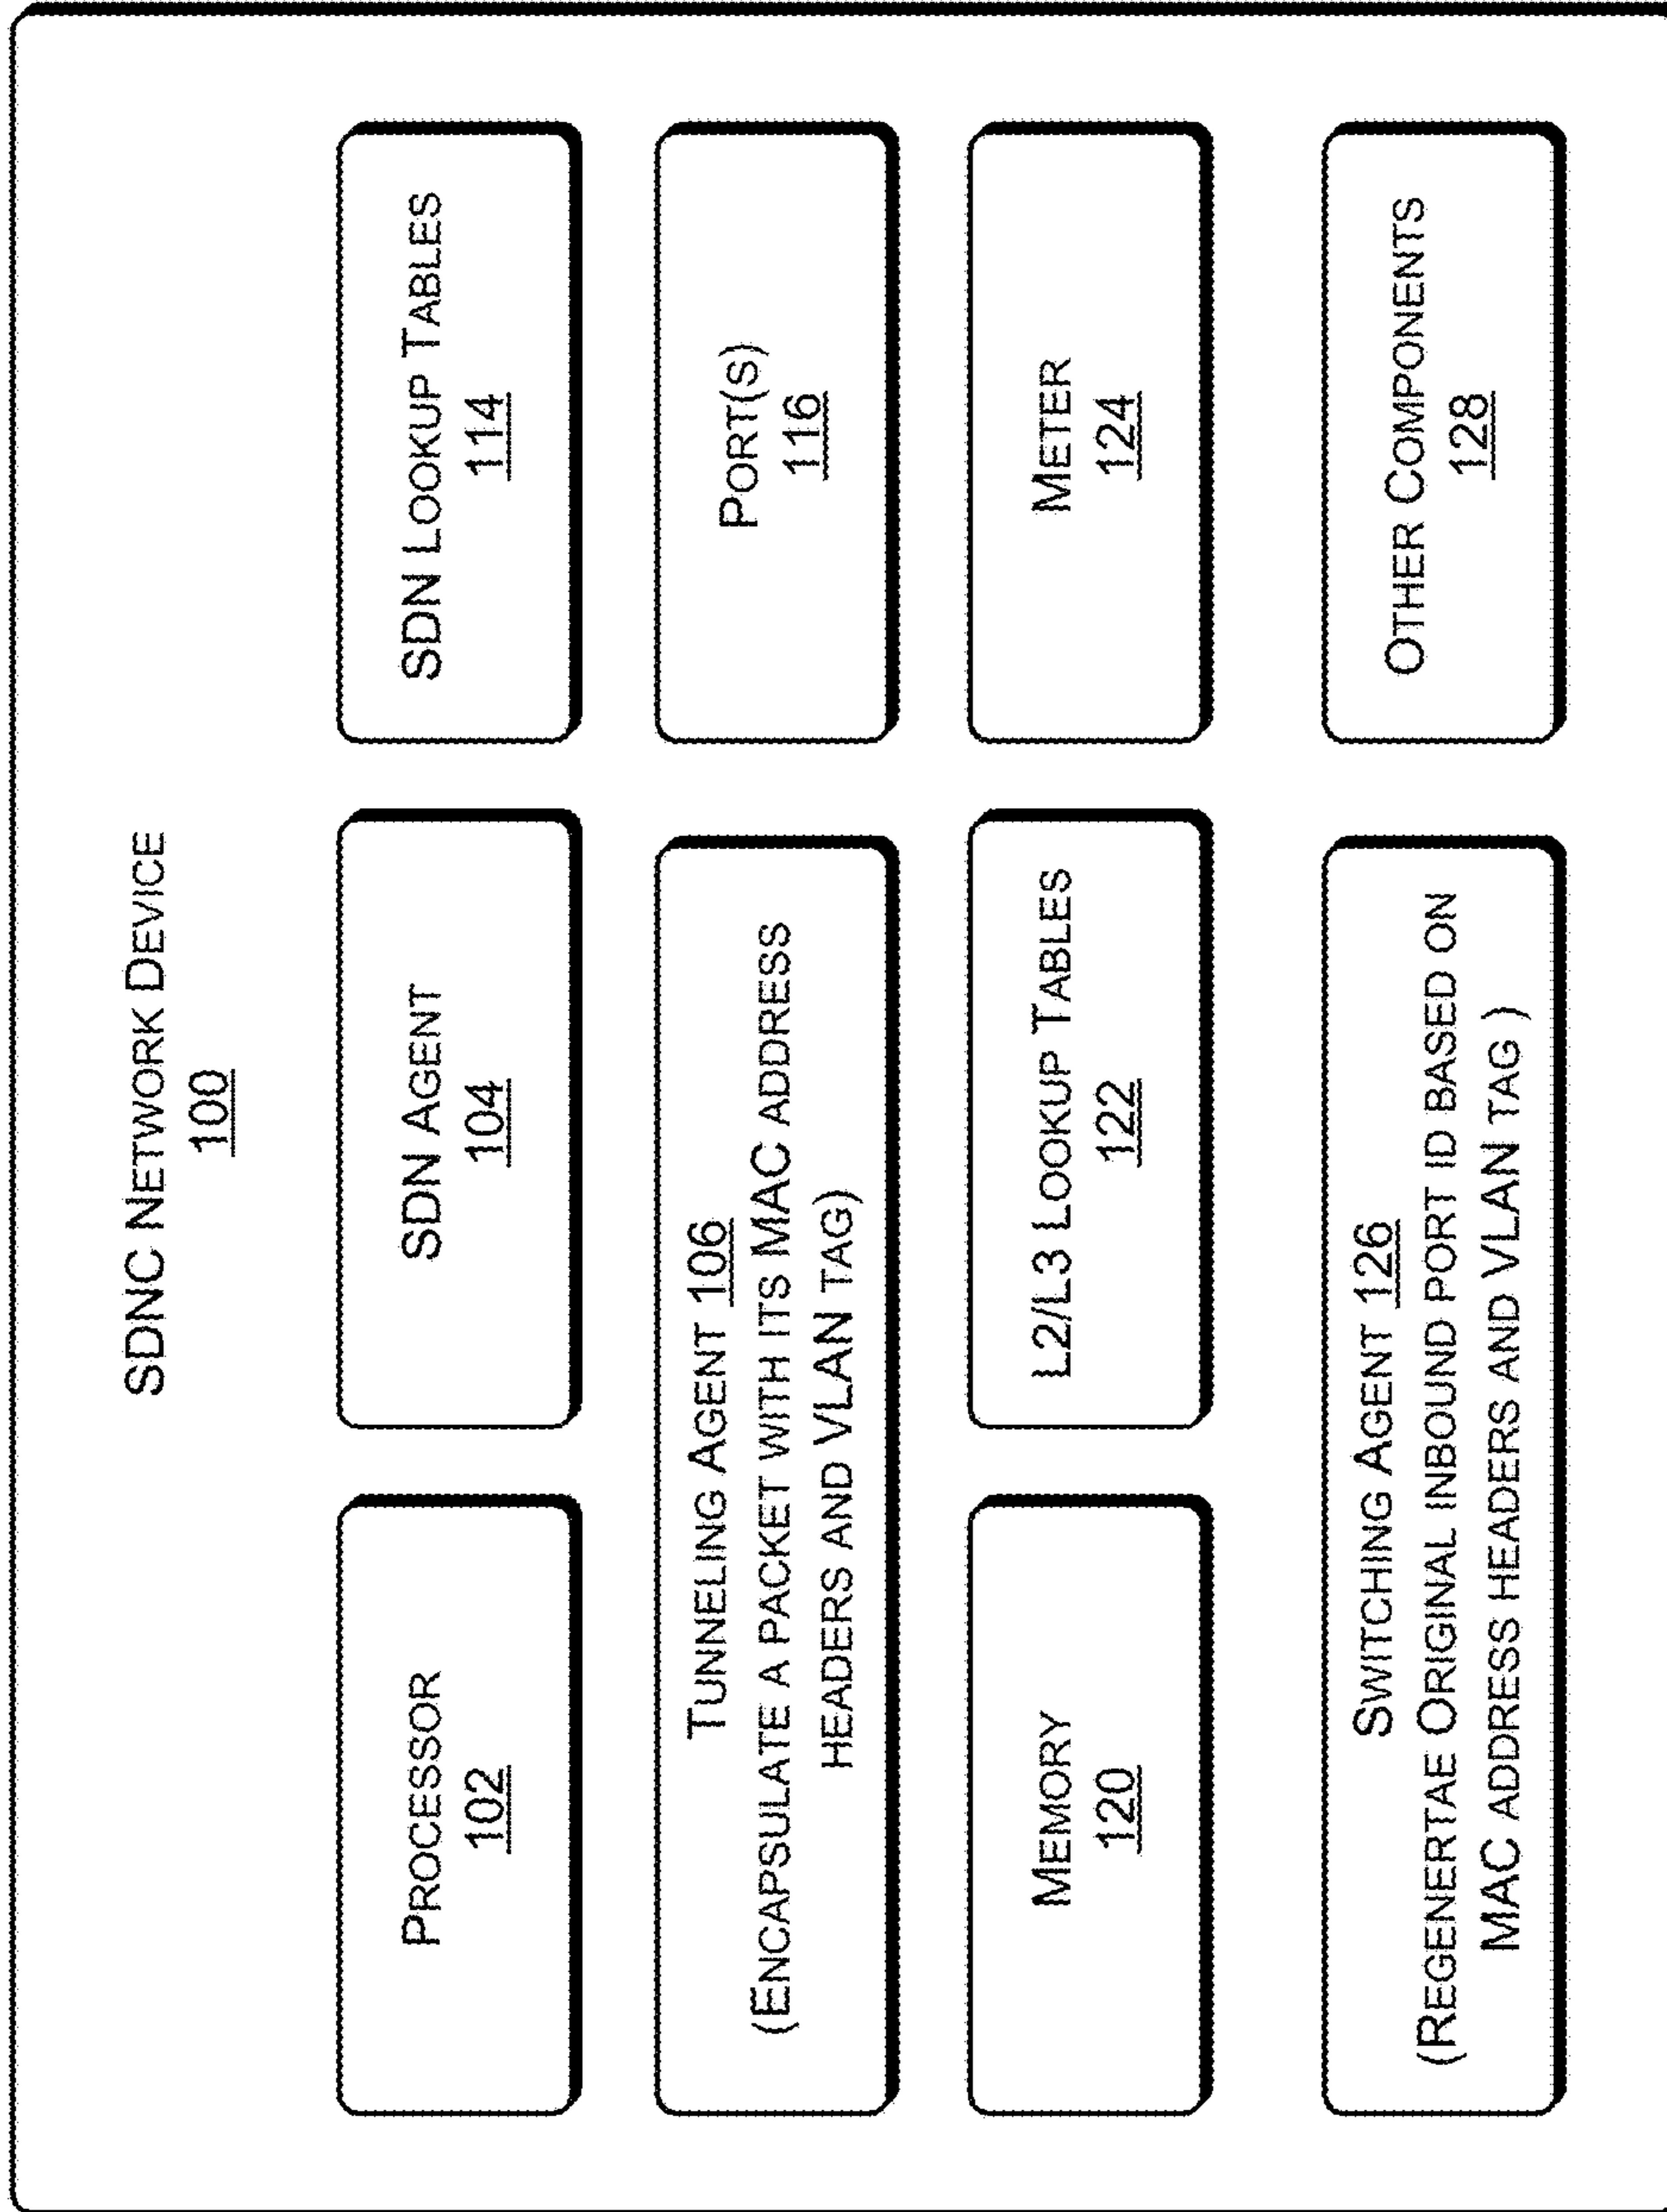 SDNC NETWORK DEVICE
100
PROCESSOR
102
SDN AGENT
104
SDN LOOKUP TABLES
114
TUNNELING AGENT 106
(ENCAPSULATE A PACKET WITH ITS MAC ADDRESS
HEADERS AND VLAN TAG)
PORT(S)
116
MEMORY
120
L2/L3 LOOKUP TABLES
122
METER
124
SWITCHING AGENT 126
(REGENERTAE ORIGINAL INBOUND PORT ID BASED ON
MAC ADDRESS HEADERS AND VLAN TAG )
OTHER COMPONENTS
128